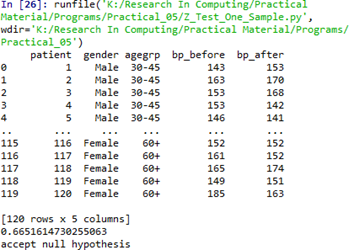 In [26]: runfile('K:/Research In Computing/Practical
Material/Programs/Practical_05/Z_Test_One_Sample.py',
wdir='K:/Research In Computing/Practical Material/Programs/
Practical_05')
patient gender agegrp bp_before bp_after
0 1 Male 30-45 143 153
1 2 Male 30-45 163 170
2 3 Male 30-45 153 168
3 4 Male 30-45 153 142
4 5 Male 30-45 146 141
.. ... ... ... ... ...
115 116 Female 60+ 152 152
116 117 Female 60+ 161 152
117 118 Female 60+ 165 174
118 119 Female 60+ 149 151
119 120 Female 60+ 185 163
[120 rows x 5 columns]
0.6651614730255063
accept null hypothesis